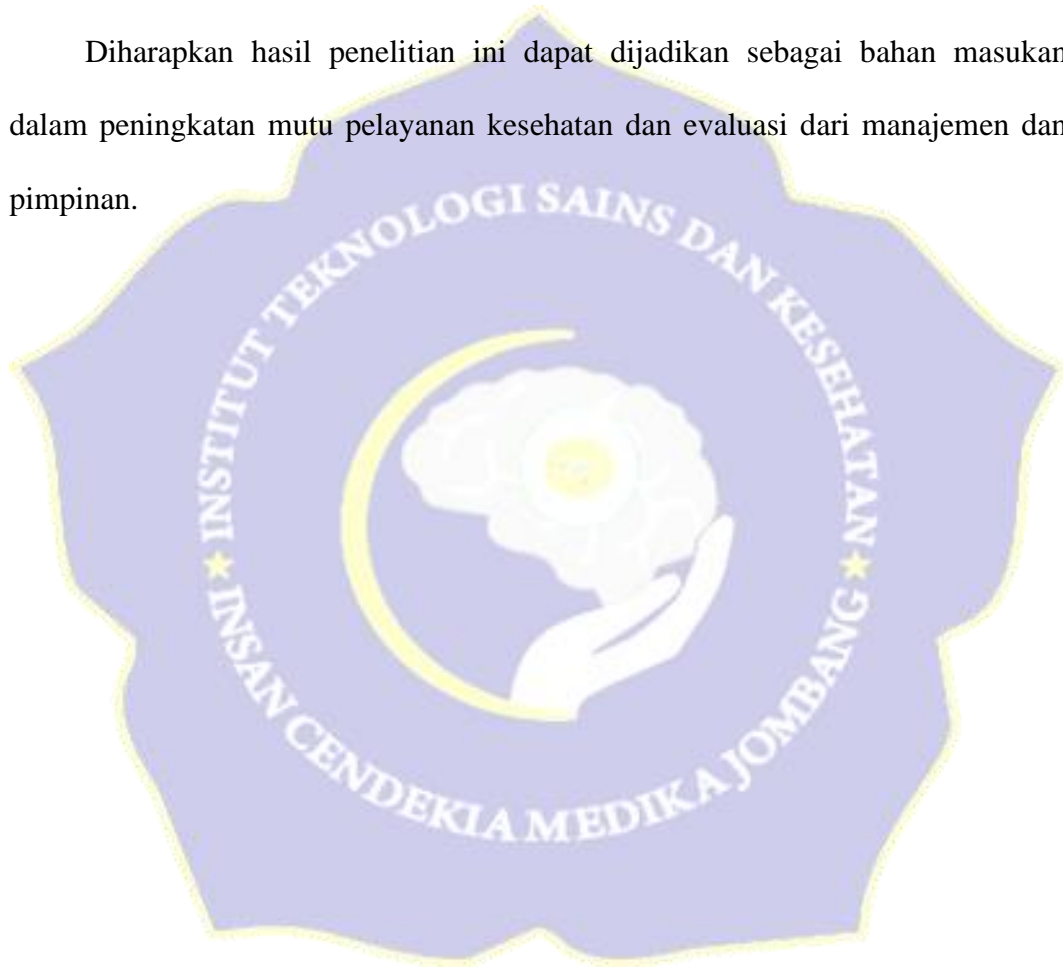 Diharapkan hasil penelitian ini dapat dijadikan sebagai bahan masukan
dalam peningkatan mutu pelayanan kesehatan dan evaluasi dari manajemen dan
pimpinan.
INSTITUT TEKNOLOGI SAINS DAN KESEHATAN
INSAN CENDEKIA MEDIKA JOMBANG